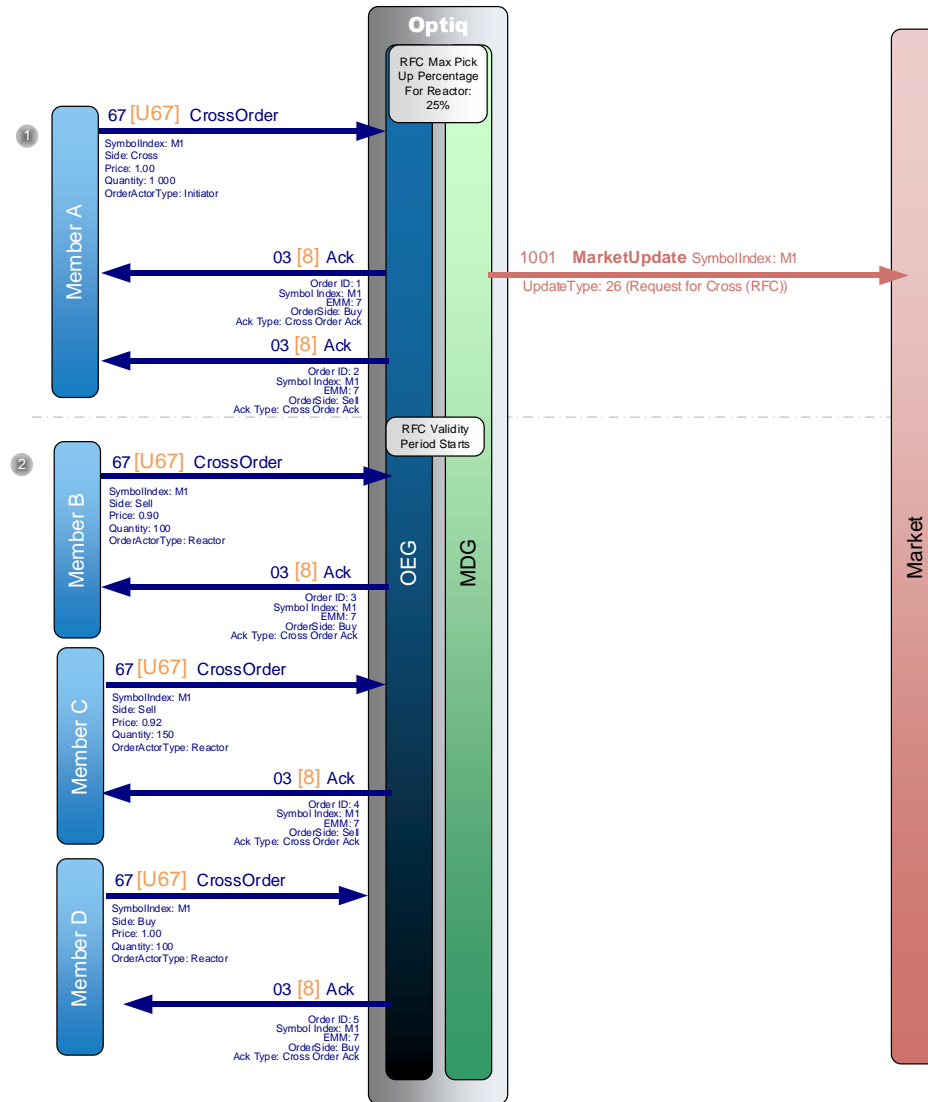 Optiq
RFC Max Pick
Up Percentage
For Reactor:
25%
1
Member A
67 [U67] CrossOrder
SymbolIndex: M1
Side: Cross
Price: 1.00
Quantity: 1 000
OrderActorType: Initiator
03 [8] Ack
Order ID: 1
Symbol Index: M1
EMM: 7
OrderSide: Buy
Ack Type: Cross Order Ack
1001 MarketUpdate SymbolIndex: M1
UpdateType: 26 (Request for Cross (RFC))
03 [8] Ack
Order ID: 2
Symbol Index: M1
EMM: 7
OrderSide: Sell
Ack Type: Cross Order Ack
RFC Validity
Period Starts
2
Member B
67 [U67] CrossOrder
SymbolIndex: M1
Side: Sell
Price: 0.90
Quantity: 100
OrderActorType: Reactor
OEG
MDG
Market
03 [8] Ack
Order ID: 3
Symbol Index: M1
EMM: 7
OrderSide: Buy
Ack Type: Cross Order Ack
Member C
67 [U67] CrossOrder
SymbolIndex: M1
Side: Sell
Price: 0.92
Quantity: 150
OrderActorType: Reactor
03 [8] Ack
Order ID: 4
Symbol Index: M1
EMM: 7
OrderSide: Sell
Ack Type: Cross Order Ack
Member D
67 [U67] CrossOrder
SymbolIndex: M1
Side: Buy
Price: 1.00
Quantity: 100
OrderActorType: Reactor
03 [8] Ack
Order ID: 5
Symbol Index: M1
EMM: 7
OrderSide: Buy
Ack Type: Cross Order Ack